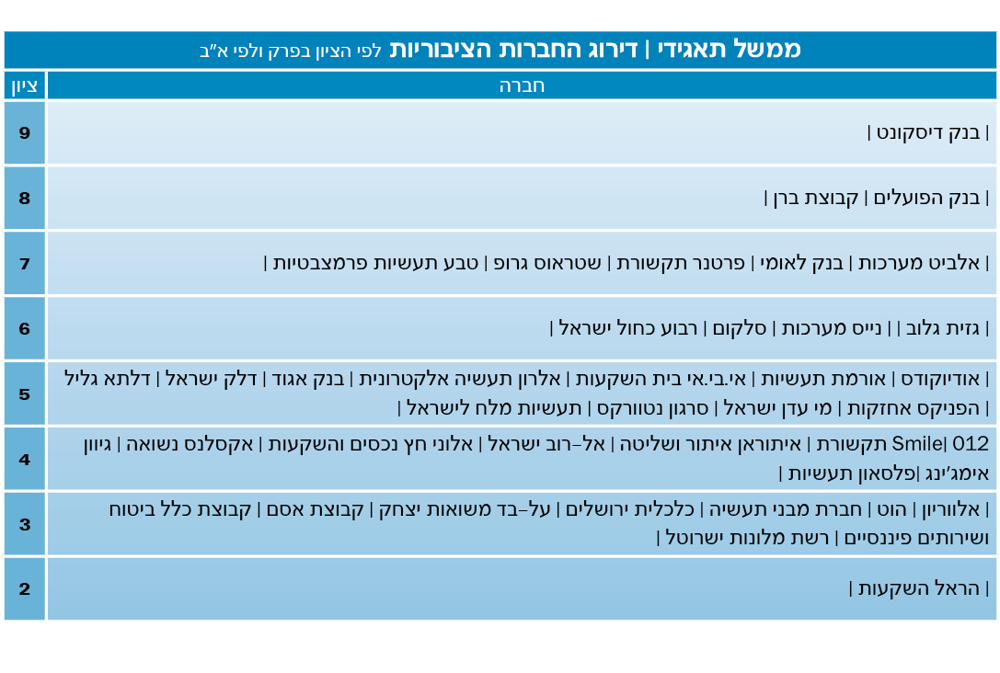 ממשל תאגידי | דירוג החברות הציבוריות לפי הציון בפרק ולפי א"ב
חברה ציון
| בנק דיסקונט | 9
| בנק הפועלים | קבוצת ברן | 8
| אלביט מערכות | בנק לאומי | פרטנר תקשורת | שטראוס גרופ | טבע תעשיות פרמצבטיות | 7
| גזית גלוב | | נייס מערכות | סלקום | רבוע כחול ישראל | 6
| אודיוקודס | אורמת תעשיות | אי.בי.אי בית השקעות | אלרון תעשיה אלקטרונית | בנק אגוד | דלק ישראל | דלתא גליל
| הפניקס אחזקות | מי עדן ישראל | סרגון נטוורקס | תעשיות מלח לישראל | 5
012 |Smile תקשורת | איתוראן איתור ושליטה | אל-רוב ישראל | אלוני חץ נכסים והשקעות | אקסלנס נשואה | גיוון
אימג'ינג |פלסאון תעשיות | 4
| אלווריון | הוט | חברת מבני תעשיה | כלכלית ירושלים | על-בד משואות יצחק | קבוצת אסם | קבוצת כלל ביטוח
ושירותים פיננסיים | רשת מלונות ישרוטל | 3
| הראל השקעות | 2